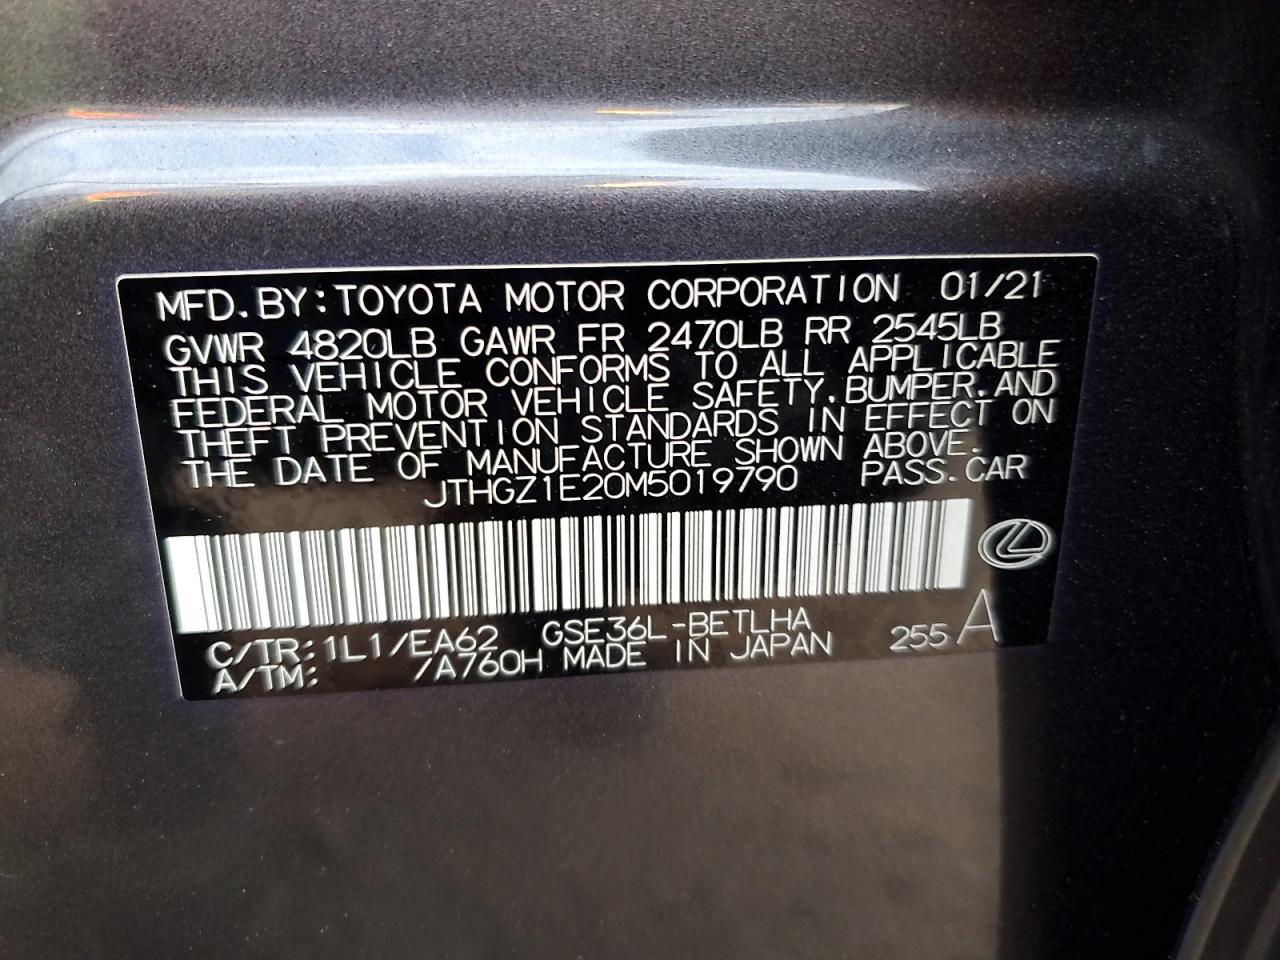 MFD. BY: TOYOTA MOTOR CORPORATION 01/21
GVWR 4820LB GAWR FR 2470LB RR 2545LB
THIS VEHICLE CONFORMS TO ALL APPLICABLE
FEDERAL MOTOR VEHICLE SAFETY, BUMPER, AND
THEFT PREVENTION STANDARDS IN EFFECT ON
THE DATE OF MANUFACTURE SHOWN ABOVE.
JTHGZ1E20M5019790 PASS. CAR
C/TR: 1L1/EA62 GSE36L-BETLHA
A/TM: /A760H MADE IN JAPAN 255 A